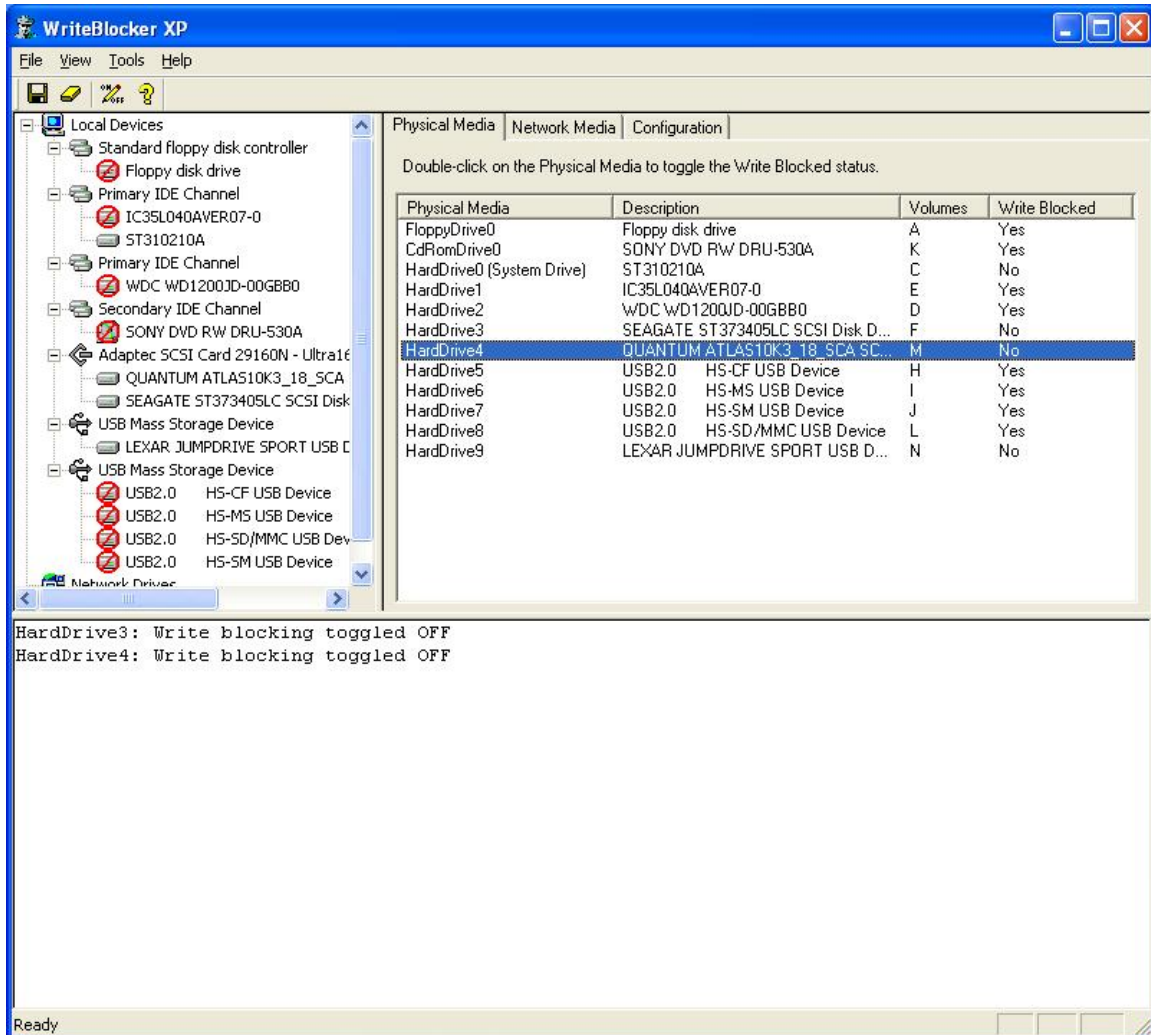 WriteBlocker XP
File View Tools Help
Local Devices
Standard floppy disk controller
Floppy disk drive
Primary IDE Channel
IC35L040AVER07-0
ST310210A
Primary IDE Channel
WDC WD1200JD-00GBB0
Secondary IDE Channel
SONY DVD RW DRU-530A
Adaptec SCSI Card 29160N - Ultra16
QUANTUM ATLAS10K3_18_SCA
SEAGATE ST373405LC SCSI Disk
USB Mass Storage Device
LEXAR JUMPDRIVE SPORT USB D
USB Mass Storage Device
USB2.0 HS-CF USB Device
USB2.0 HS-MS USB Device
USB2.0 HS-SD/MMC USB Dev
USB2.0 HS-SM USB Device
Network Drives
Physical Media Network Media Configuration
Double-click on the Physical Media to toggle the Write Blocked status.
Physical Media Description Volumes Write Blocked
FloppyDrive0 Floppy disk drive A Yes
CdRomDrive0 SONY DVD RW DRU-530A K Yes
HardDrive0 (System Drive) ST310210A C No
HardDrive1 IC35L040AVER07-0 E Yes
HardDrive2 WDC WD1200JD-00GBB0 D Yes
HardDrive3 SEAGATE ST373405LC SCSI Disk D... F No
HardDrive4 QUANTUM ATLAS10K3_18_SCA SC... M No
HardDrive5 USB2.0 HS-CF USB Device H Yes
HardDrive6 USB2.0 HS-MS USB Device I Yes
HardDrive7 USB2.0 HS-SM USB Device J Yes
HardDrive8 USB2.0 HS-SD/MMC USB Device L Yes
HardDrive9 LEXAR JUMPDRIVE SPORT USB D... N No
HardDrive3: Write blocking toggled OFF
HardDrive4: Write blocking toggled OFF
Ready